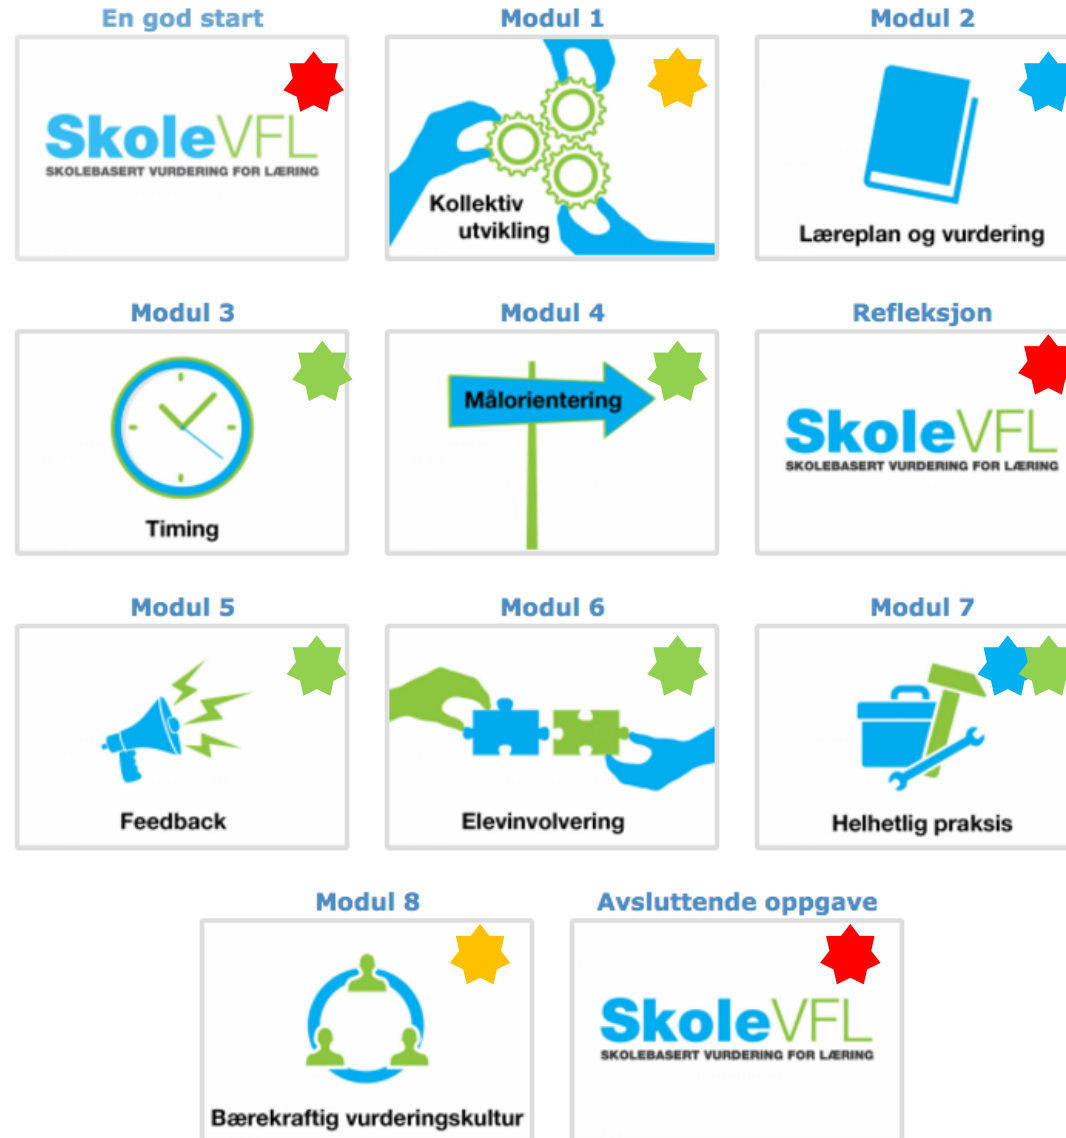 En god start
SkoleVFL
SKOLEBASERT VURDERING FOR LÆRING
Modul 1
Kollektiv
utvikling
Modul 2
Læreplan og vurdering
Modul 3
Timing
Modul 4
Målorientering
Refleksjon
SkoleVFL
SKOLEBASERT VURDERING FOR LÆRING
Modul 5
Feedback
Modul 6
Elevinvolvering
Modul 7
Helhetlig praksis
Modul 8
Bærekraftig vurderingskultur
Avsluttende oppgave
SkoleVFL
SKOLEBASERT VURDERING FOR LÆRING